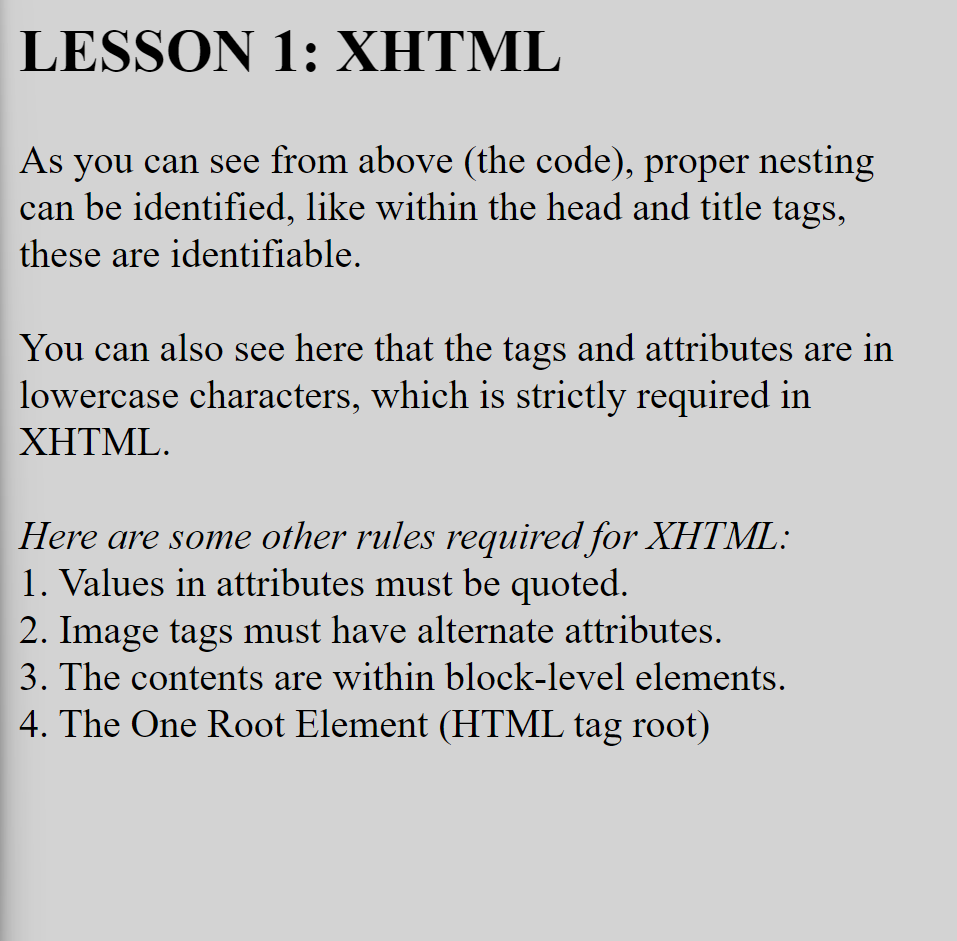 LESSON 1: XHTML
As you can see from above (the code), proper nesting
can be identified, like within the head and title tags,
these are identifiable.
You can also see here that the tags and attributes are in
lowercase characters, which is strictly required in
XHTML.
Here are some other rules required for XHTML:
1. Values in attributes must be quoted.
2. Image tags must have alternate attributes.
3. The contents are within block-level elements.
4. The One Root Element (HTML tag root)